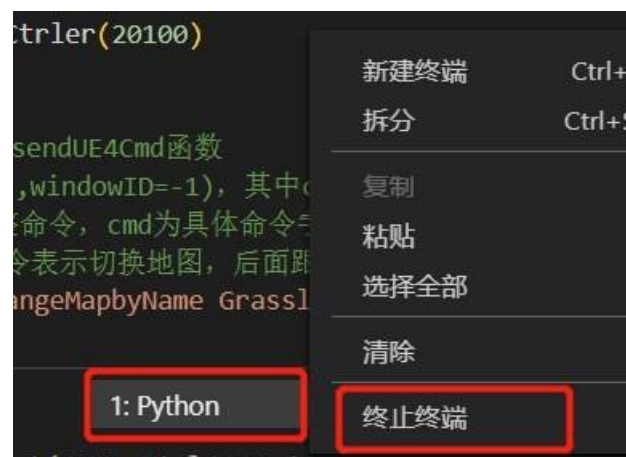 Ctrler(20100)
新建终端 Ctrl+
拆分 Ctrl+S
sendUE4Cmd函数
,windowID=-1), 其中
复制
命令, cmd为具体命令字
粘贴
令表示切换地图, 后面跟
选择全部
angeMapbyName Grassl
清除
1: Python
终止终端